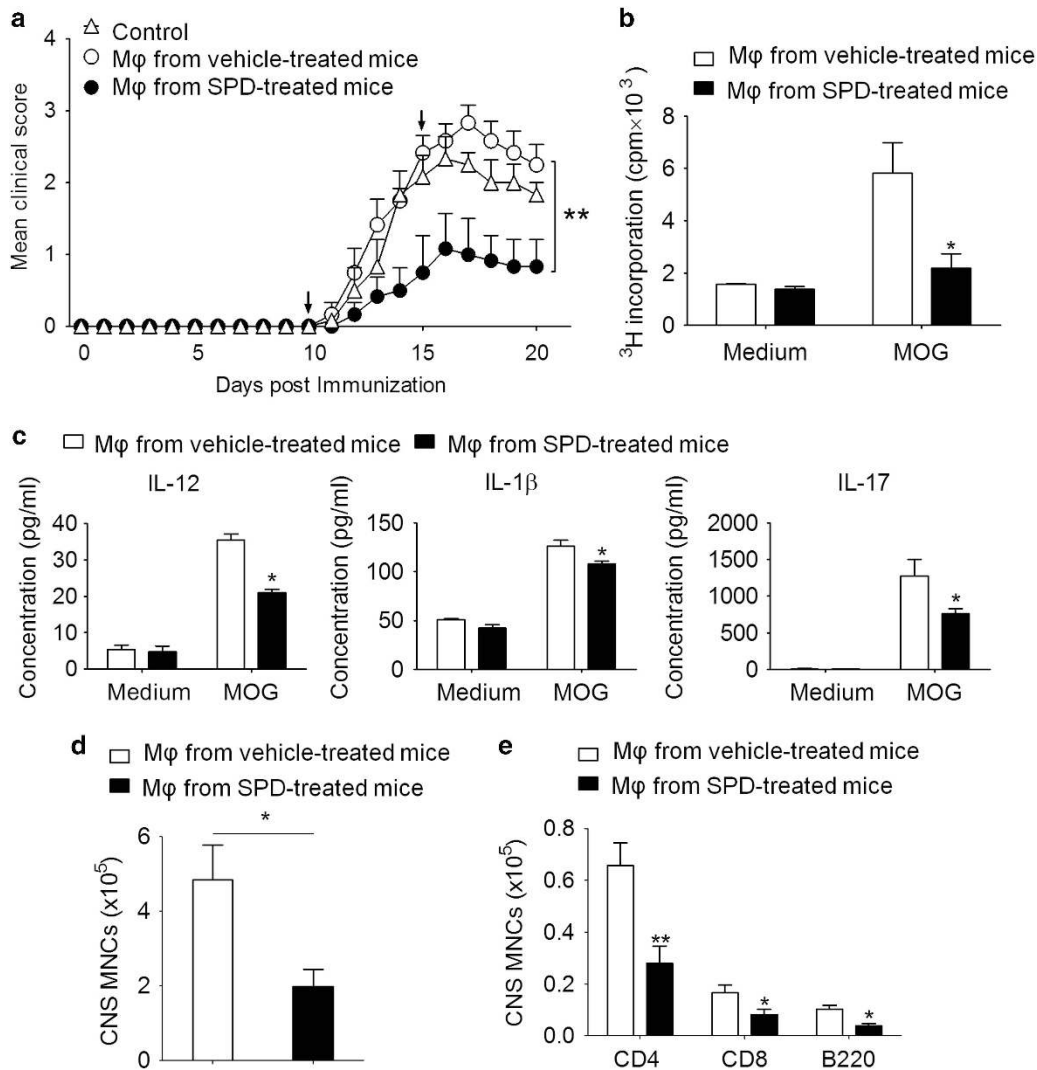 a
Control
Mφ from vehicle-treated mice
Mφ from SPD-treated mice
Mean clinical score
4
3
2
1
0
**
0 5 10 15 20
Days post Immunization
b
Mφ from vehicle-treated mice
Mφ from SPD-treated mice
³H incorporation (cpm×10⁻³)
8
6
4
2
0
*
Medium MOG
c
Mφ from vehicle-treated mice Mφ from SPD-treated mice
IL-12
Concentration (pg/ml)
40
30
20
10
0
*
Medium MOG
IL-1β
Concentration (pg/ml)
150
100
50
0
*
Medium MOG
IL-17
Concentration (pg/ml)
2000
1500
1000
500
0
*
Medium MOG
d
Mφ from vehicle-treated mice
Mφ from SPD-treated mice
CNS MNCs (x10⁵)
6
4
2
0
*
e
Mφ from vehicle-treated mice
Mφ from SPD-treated mice
CNS MNCs (x10⁵)
0.8
0.6
0.4
0.2
0.0
**
*
*
CD4 CD8 B220